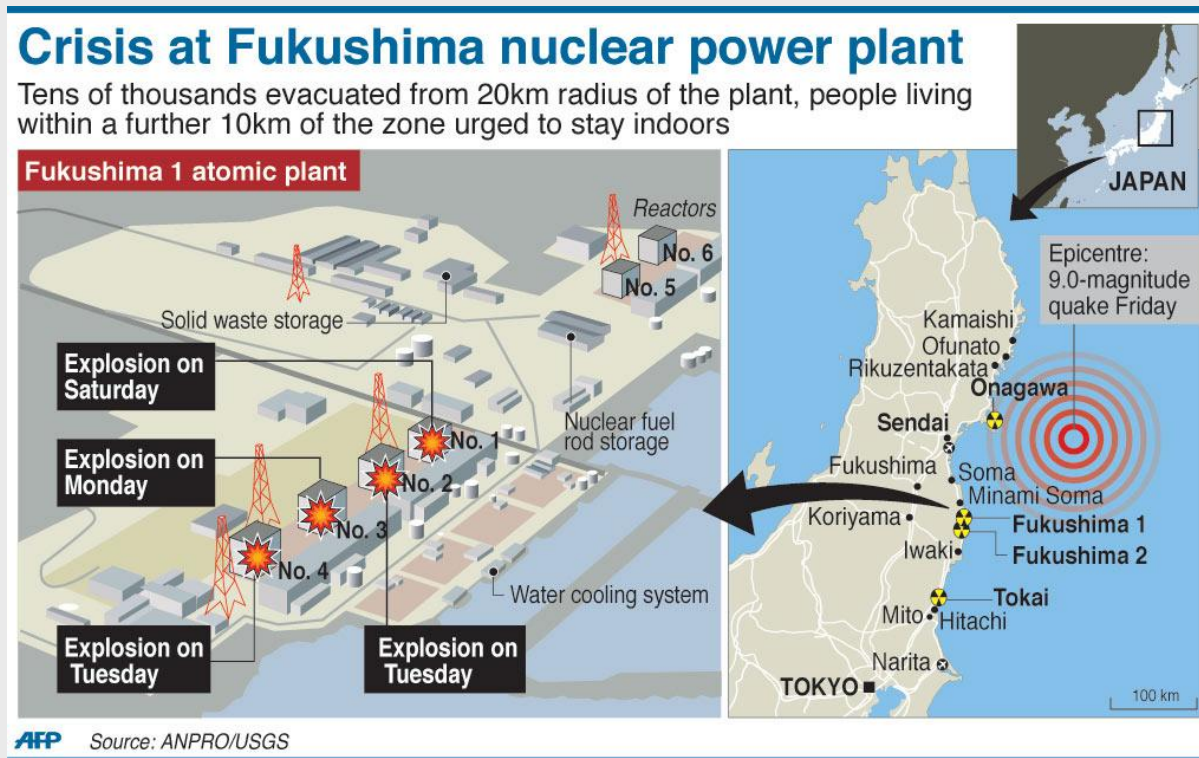 Crisis at Fukushima nuclear power plant
Tens of thousands evacuated from 20km radius of the plant, people living
within a further 10km of the zone urged to stay indoors
Fukushima 1 atomic plant
Reactors
No. 6
No. 5
Solid waste storage
Explosion on
Saturday
Nuclear fuel
rod storage
No. 1
Explosion on
Monday
No. 2
No. 3
No. 4
Water cooling system
Explosion on
Tuesday
Explosion on
Tuesday
JAPAN
Epicentre:
9.0-magnitude
quake Friday
Kamaishi
Ofunato
Rikuzentakata
Onagawa
Sendai
Fukushima
Soma
Minami Soma
Koriyama
Fukushima 1
Iwaki
Fukushima 2
Tokai
Mito
Hitachi
Narita
TOKYO
100 km
AFP
Source: ANPRO/USGS